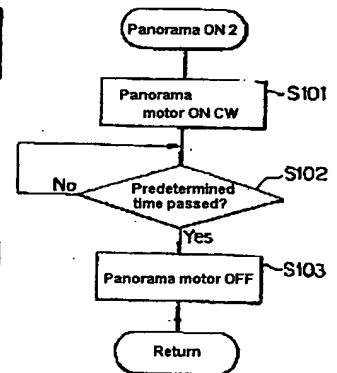 Panorama ON 2
Panorama
motor ON CW
S101
No
Predetermined
time passed?
S102
Yes
Panorama motor OFF
S103
Return